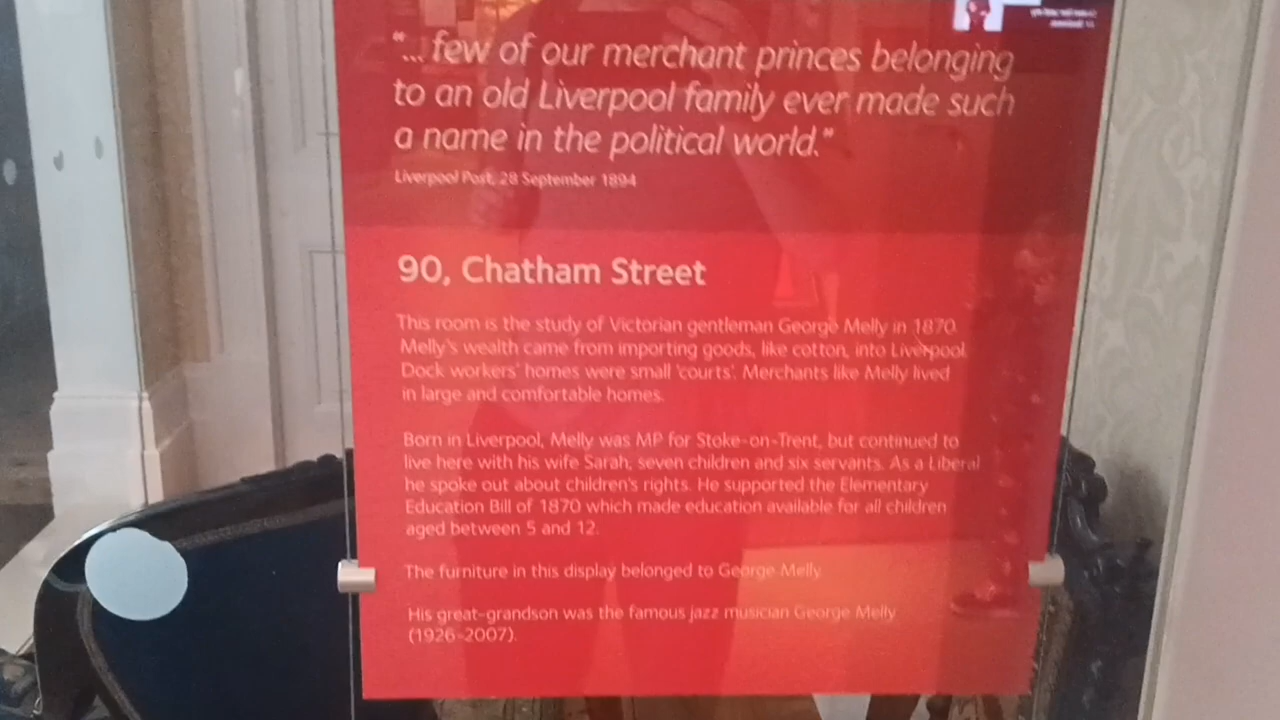 "... few of our merchant princes belonging
to an old Liverpool family ever made such
a name in the political world."
Liverpool Post, 28 September 1894
90, Chatham Street
This room is the study of Victorian gentleman George Melly in 1870.
Melly's wealth came from importing goods, like cotton, into Liverpool.
Dock workers' homes were small 'courts'. Merchants like Melly lived
in large and comfortable homes.
Born in Liverpool, Melly was MP for Stoke-on-Trent, but continued to
live here with his wife Sarah, seven children and six servants. As a Liberal
he spoke out about children's rights. He supported the Elementary
Education Bill of 1870 which made education available for all children
aged between 5 and 12.
The furniture in this display belonged to George Melly.
His great-grandson was the famous jazz musician George Melly
(1926-2007).